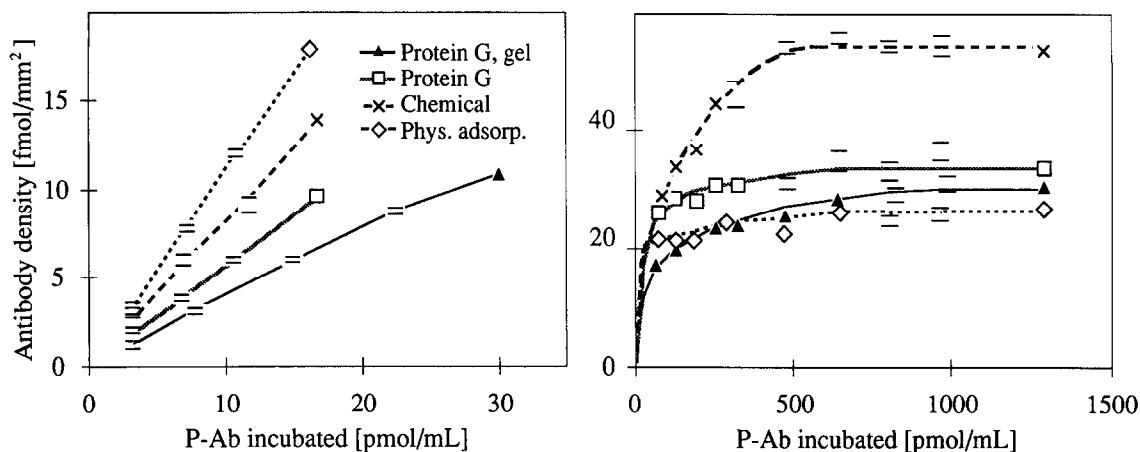 Antibody density [fmol/mm²]
15
10
5
0
0
10
20
30
P-Ab incubated [pmol/mL]
Protein G, gel
Protein G
Chemical
Phys. adsorp.
40
20
0
0
500
1000
1500
P-Ab incubated [pmol/mL]